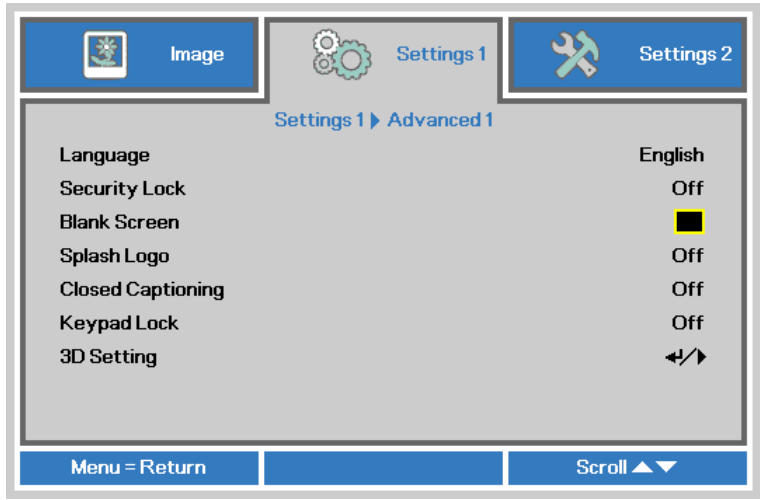 Image
Settings 1
Settings 2
Settings 1 Advanced 1
Language English
Security Lock Off
Blank Screen
Splash Logo Off
Closed Captioning Off
Keypad Lock Off
3D Setting /
Menu = Return
Scroll